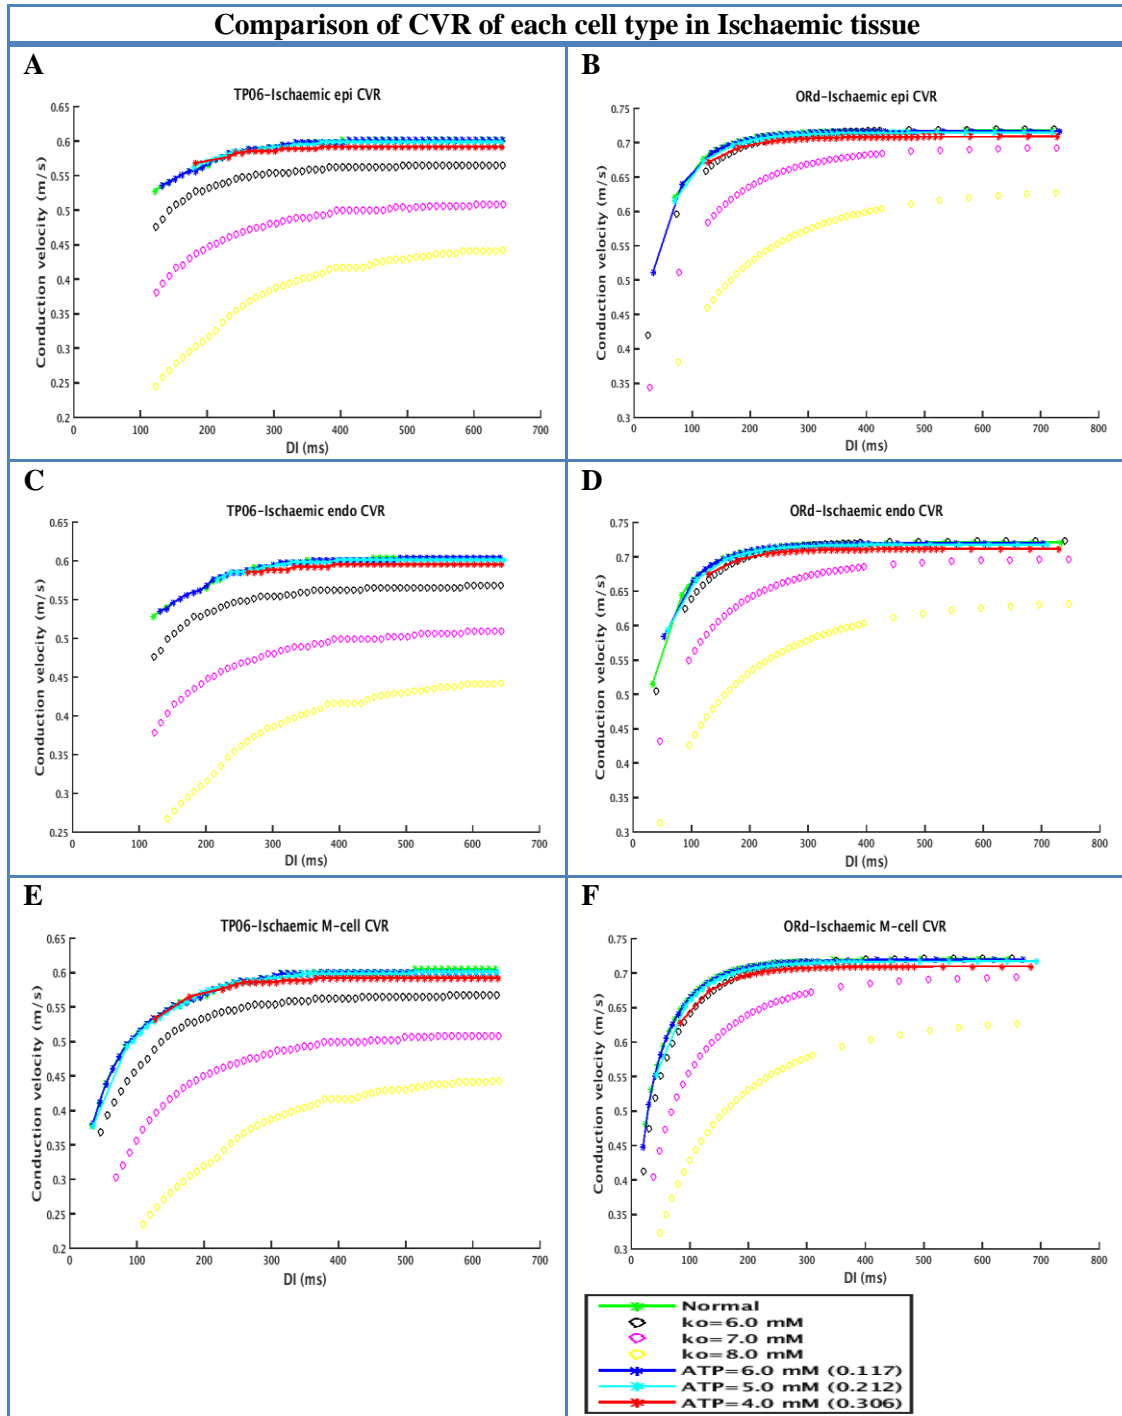 Comparison of CVR of each cell type in Ischaemic tissue
A
TP06-Ischaemic epi CVR
Conduction velocity (m/s)
0.65
0.6
0.55
0.5
0.45
0.4
0.35
0.3
0.25
0.2
0 100 200 300 400 500 600 700
DI (ms)
B
ORd-Ischaemic epi CVR
Conduction velocity (m/s)
0.75
0.7
0.65
0.6
0.55
0.5
0.45
0.4
0.35
0.3
0 100 200 300 400 500 600 700 800
DI (ms)
C
TP06-Ischaemic endo CVR
Conduction velocity (m/s)
0.65
0.6
0.55
0.5
0.45
0.4
0.35
0.3
0.25
0 100 200 300 400 500 600 700
DI (ms)
D
ORd-Ischaemic endo CVR
Conduction velocity (m/s)
0.75
0.7
0.65
0.6
0.55
0.5
0.45
0.4
0.35
0.3
0 100 200 300 400 500 600 700 800
DI (ms)
E
TP06-Ischaemic M-cell CVR
Conduction velocity (m/s)
0.65
0.6
0.55
0.5
0.45
0.4
0.35
0.3
0.25
0.2
0 100 200 300 400 500 600 700
DI (ms)
F
ORd-Ischaemic M-cell CVR
Conduction velocity (m/s)
0.75
0.7
0.65
0.6
0.55
0.5
0.45
0.4
0.35
0.3
0 100 200 300 400 500 600 700 800
DI (ms)
Normal
ko=6.0 mM
ko=7.0 mM
ko=8.0 mM
ATP=6.0 mM (0.117)
ATP=5.0 mM (0.212)
ATP=4.0 mM (0.306)